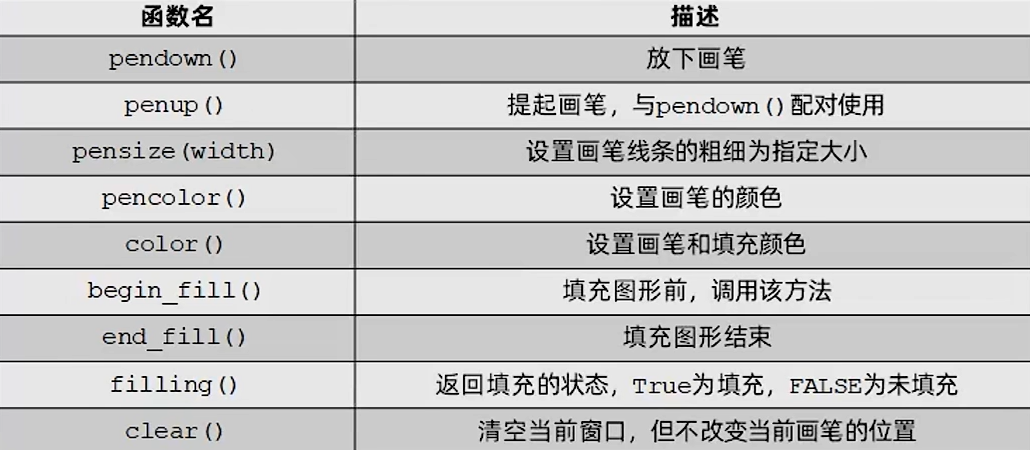 函数名 描述
pendown() 放下画笔
penup() 提起画笔，与pendown()配对使用
pensize(width) 设置画笔线条的粗细为指定大小
pencolor() 设置画笔的颜色
color() 设置画笔和填充颜色
begin_fill() 填充图形前，调用该方法
end_fill() 填充图形结束
filling() 返回填充的状态，True为填充，FALSE为未填充
clear() 清空当前窗口，但不改变当前画笔的位置